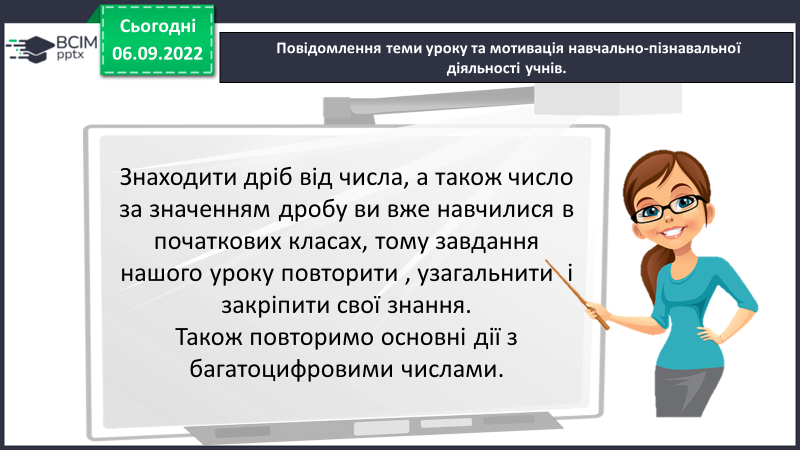 BCIM
pptx
Сьогодні
06.09.2022
Повідомлення теми уроку та мотивація навчально-пізнавальної
діяльності учнів.
Знаходити дріб від числа, а також число
за значенням дробу ви вже навчилися в
початкових класах, тому завдання
нашого уроку повторити , узагальнити і
закріпити свої знання.
Також повторимо основні дії з
багатоцифровими числами.